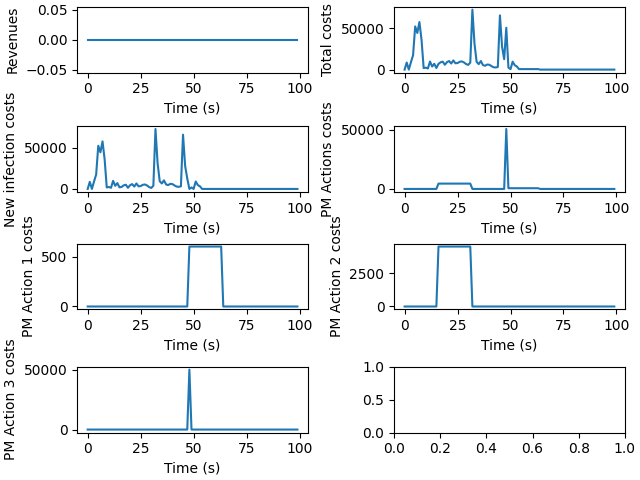 Revenues
0.05
0.00
−0.05
0 25 50 75 100
Time (s)
Total costs
50000
0
0 25 50 75 100
Time (s)
New infection costs
50000
0
0 25 50 75 100
Time (s)
PM Actions costs
50000
0
0 25 50 75 100
Time (s)
PM Action 1 costs
500
0
0 25 50 75 100
Time (s)
PM Action 2 costs
2500
0
0 25 50 75 100
Time (s)
PM Action 3 costs
50000
0
0 25 50 75 100
Time (s)
1.0
0.5
0.0
0.0 0.2 0.4 0.6 0.8 1.0